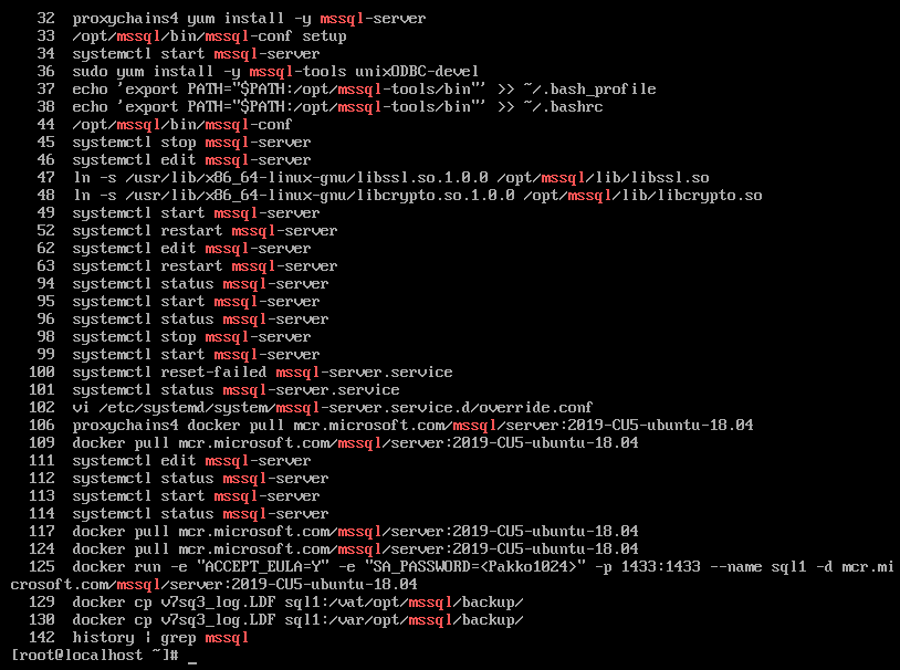 32 proxychains4 yum install -y mssql-server
33 /opt/mssql/bin/mssql-conf setup
34 systemctl start mssql-server
36 sudo yum install -y mssql-tools unixODBC-devel
37 echo 'export PATH="$PATH:/opt/mssql-tools/bin"' >> ~/.bash_profile
38 echo 'export PATH="$PATH:/opt/mssql-tools/bin"' >> ~/.bashrc
44 /opt/mssql/bin/mssql-conf
45 systemctl stop mssql-server
46 systemctl edit mssql-server
47 ln -s /usr/lib/x86_64-linux-gnu/libssl.so.1.0.0 /opt/mssql/lib/libssl.so
48 ln -s /usr/lib/x86_64-linux-gnu/libcrypto.so.1.0.0 /opt/mssql/lib/libcrypto.so
49 systemctl start mssql-server
52 systemctl restart mssql-server
62 systemctl edit mssql-server
63 systemctl restart mssql-server
94 systemctl status mssql-server
95 systemctl start mssql-server
96 systemctl status mssql-server
98 systemctl stop mssql-server
99 systemctl start mssql-server
100 systemctl reset-failed mssql-server.service
101 systemctl status mssql-server.service
102 vi /etc/systemd/system/mssql-server.service.d/override.conf
106 proxychains4 docker pull mcr.microsoft.com/mssql/server:2019-CU5-ubuntu-18.04
109 docker pull mcr.microsoft.com/mssql/server:2019-CU5-ubuntu-18.04
111 systemctl edit mssql-server
112 systemctl status mssql-server
113 systemctl start mssql-server
114 systemctl status mssql-server
117 docker pull mcr.microsoft.com/mssql/server:2019-CU5-ubuntu-18.04
124 docker pull mcr.microsoft.com/mssql/server:2019-CU5-ubuntu-18.04
125 docker run -e "ACCEPT_EULA=Y" -e "SA_PASSWORD=<Pakko1024>" -p 1433:1433 --name sql1 -d mcr.mi
crosoft.com/mssql/server:2019-CU5-ubuntu-18.04
129 docker cp v7sq3_log.LDF sql1:/vat/opt/mssql/backup/
130 docker cp v7sq3_log.LDF sql1:/var/opt/mssql/backup/
142 history | grep mssql
[root@localhost ~]# _